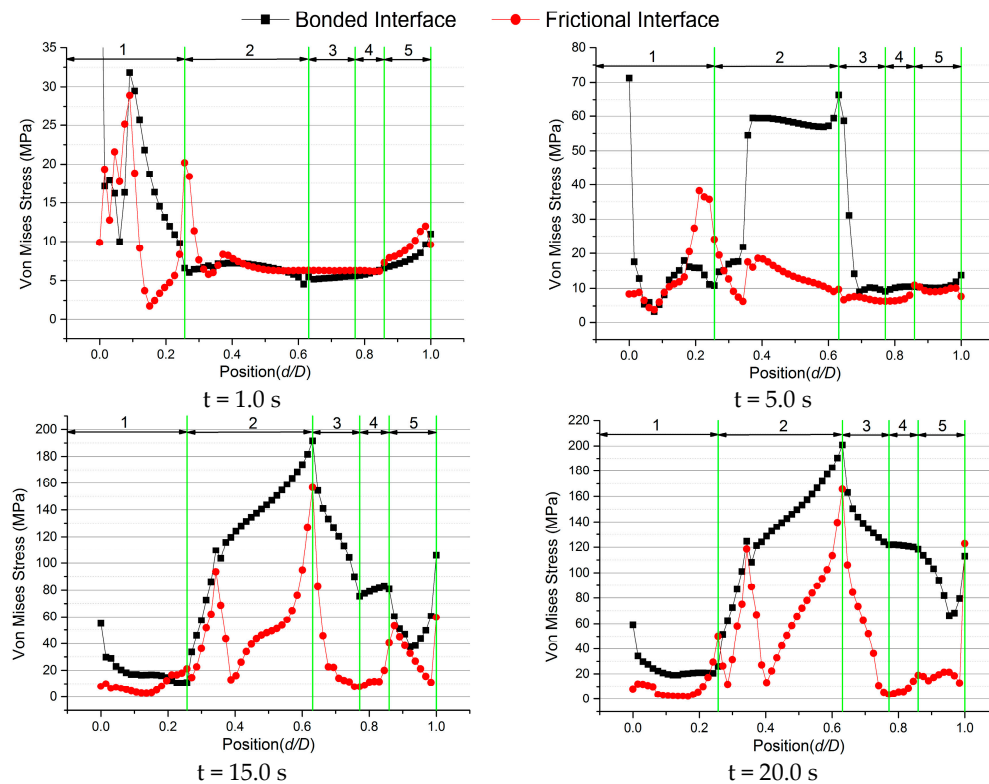 Bonded Interface Frictional Interface
1 2 3 4 5
35
30
25
20
15
10
5
0
Von Mises Stress (MPa)
0.0 0.2 0.4 0.6 0.8 1.0
Position(d/D)
t = 1.0 s
1 2 3 4 5
80
70
60
50
40
30
20
10
0
Von Mises Stress (MPa)
0.0 0.2 0.4 0.6 0.8 1.0
Position(d/D)
t = 5.0 s
1 2 3 4 5
200
180
160
140
120
100
80
60
40
20
0
Von Mises Stress (MPa)
0.0 0.2 0.4 0.6 0.8 1.0
Position(d/D)
t = 15.0 s
1 2 3 4 5
220
200
180
160
140
120
100
80
60
40
20
0
Von Mises Stress (MPa)
0.0 0.2 0.4 0.6 0.8 1.0
Position(d/D)
t = 20.0 s